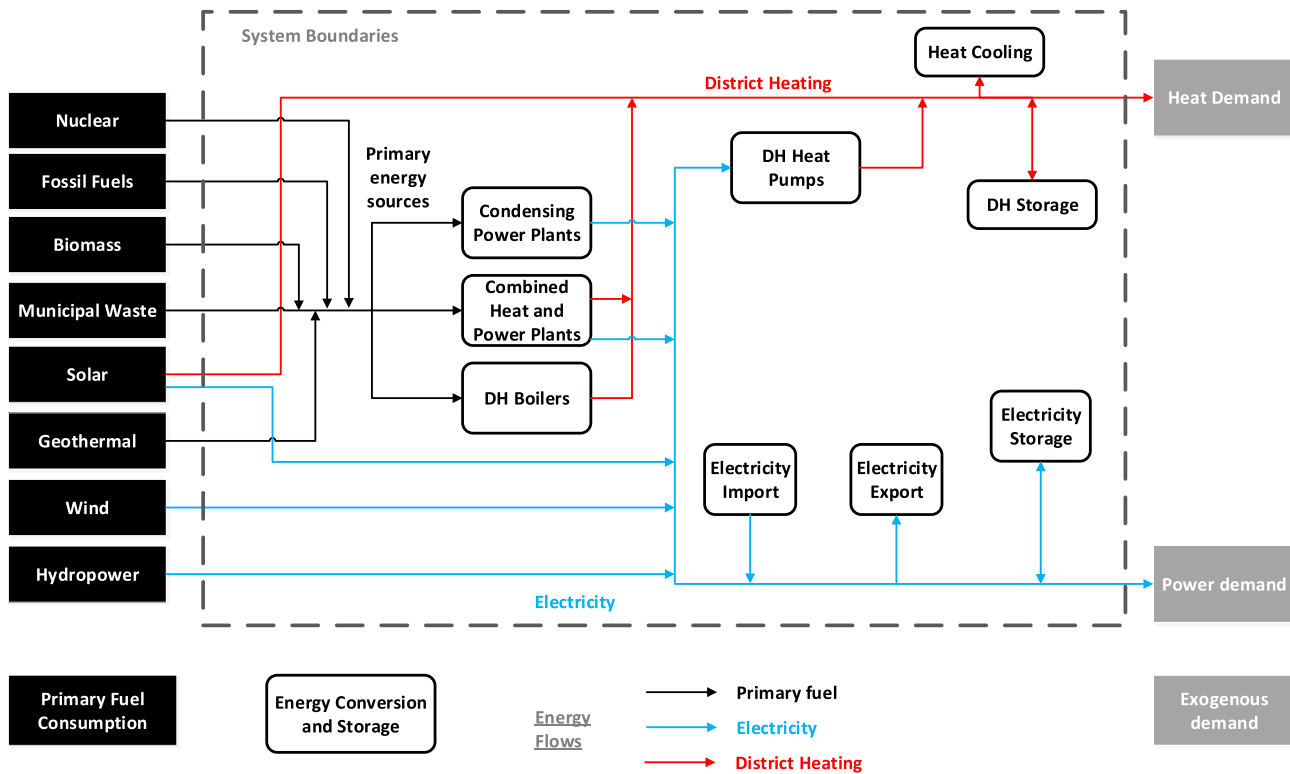 System Boundaries
Heat Cooling
District Heating
Heat Demand
Nuclear
Fossil Fuels
Biomass
Municipal Waste
Solar
Geothermal
Wind
Hydropower
Primary
energy
sources
Condensing
Power Plants
Combined
Heat and
Power Plants
DH Boilers
DH Heat
Pumps
DH Storage
Electricity
Import
Electricity
Export
Electricity
Storage
Electricity
Power demand
Primary Fuel
Consumption
Energy Conversion
and Storage
Energy
Flows
Primary fuel
Electricity
District Heating
Exogenous
demand